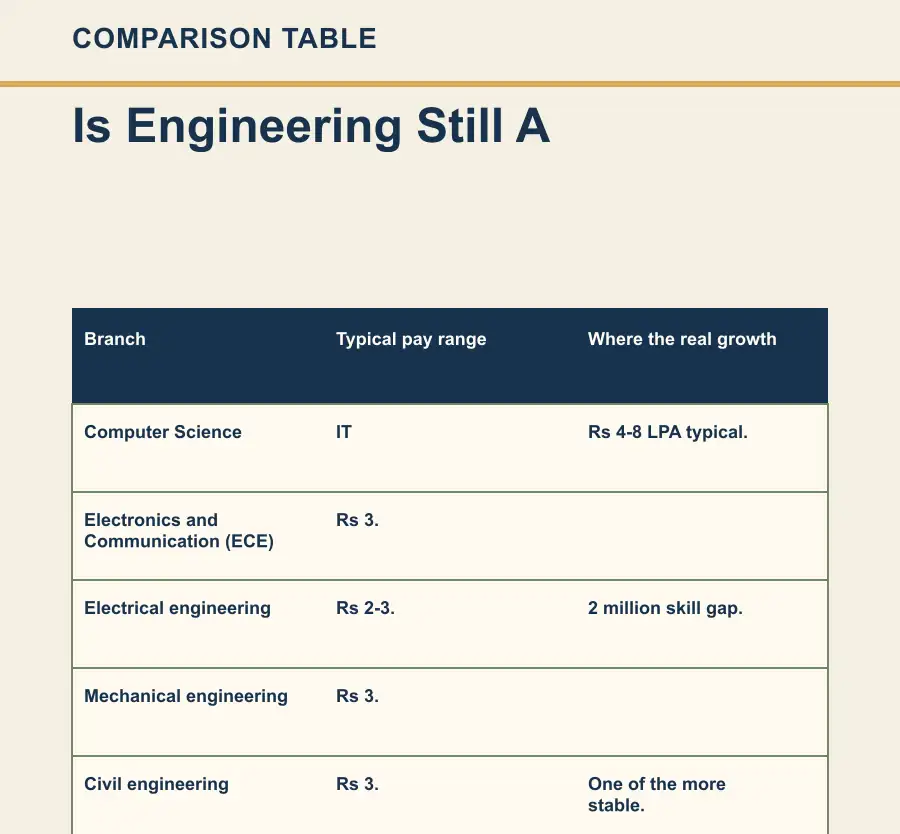 COMPARISON TABLE
Is Engineering Still A
Branch Typical pay range Where the real growth
Computer Science IT Rs 4-8 LPA typical.
Electronics and
Communication (ECE) Rs 3.
Electrical engineering Rs 2-3. 2 million skill gap.
Mechanical engineering Rs 3.
Civil engineering Rs 3. One of the more
stable.